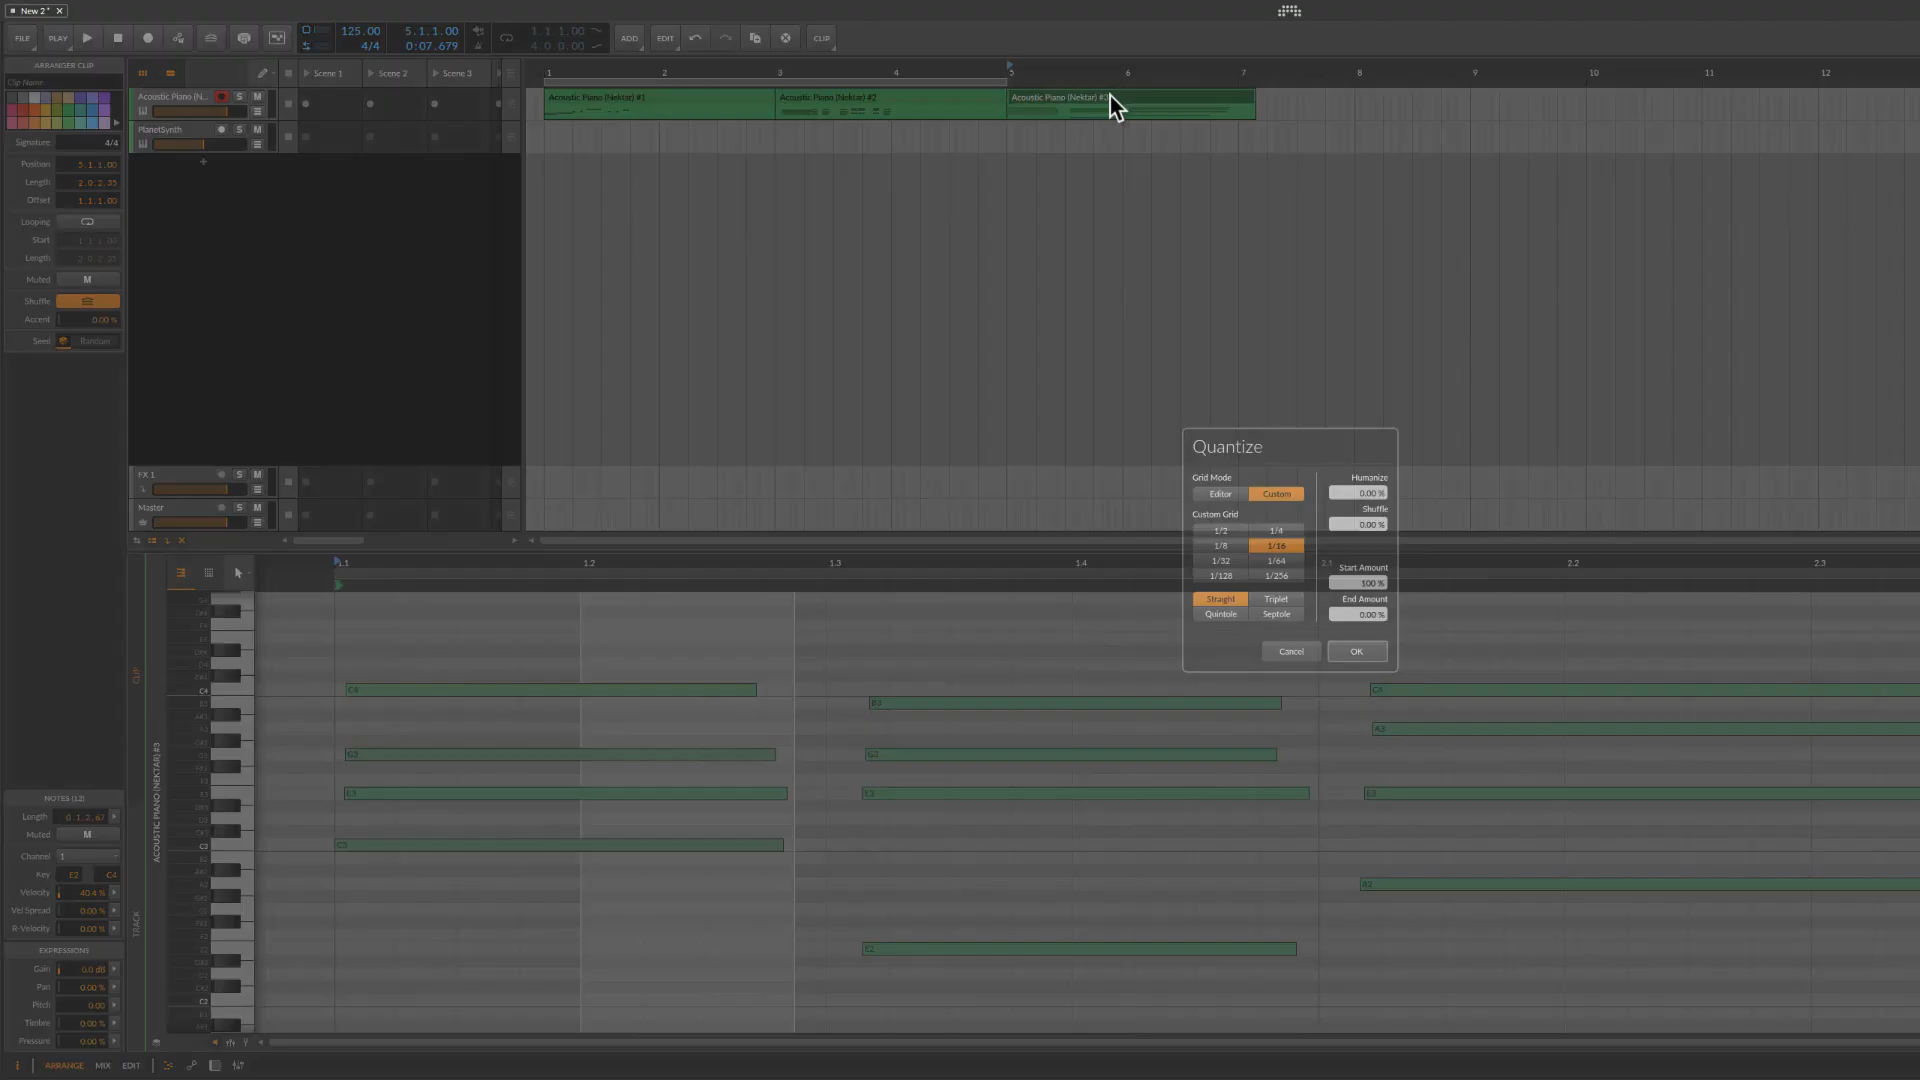 New 2 *
FILE
PLAY
125.00
4/4
5.1.1.00
0:07.679
1.1.1.00
4.0.0.00
ADD
EDIT
CLIP
ARRANGER CLIP
Clip Name
Signature 4/4
Position 5.1.1.00
Length 2.0.2.35
Offset 1.1.1.00
Looping
Start 1.1.1.00
Length 2.0.2.35
Muted M
Shuffle
Accent 0.00 %
Seed Random
Scene 1
Scene 2
Scene 3
Acoustic Piano (N... S M
PlanetSynth S M
FX 1 S M
Master S M
1 2 3 4 5 6 7 8 9 10 11 12
Acoustic Piano (Nektar) #1
Acoustic Piano (Nektar) #2
Acoustic Piano (Nektar) #3
Quantize
Grid Mode
Editor Custom
Custom Grid
1/2 1/4
1/8 1/16
1/32 1/64
1/128 1/256
Straight Triplet
Quintole Septole
Humanize
0.00 %
Shuffle
0.00 %
Start Amount
100 %
End Amount
0.00 %
Cancel
OK
1.1 1.2 1.3 1.4 2.1 2.2 2.3
CLIP
TRACK
ACOUSTIC PIANO (NEKTAR) #3
C4
C3
C2
C4
G3
E3
C3
B3
G3
E3
E2
C4
A3
E3
A2
NOTES (12)
Length 0.1.2.67
Muted M
Channel 1
Key E2 C4
Velocity 40.4 %
Vel Spread 0.00 %
R-Velocity 0.00 %
EXPRESSIONS
Gain 0.0 dB
Pan 0.00 %
Pitch 0.00
Timbre 0.00 %
Pressure 0.00 %
i
ARRANGE
MIX
EDIT